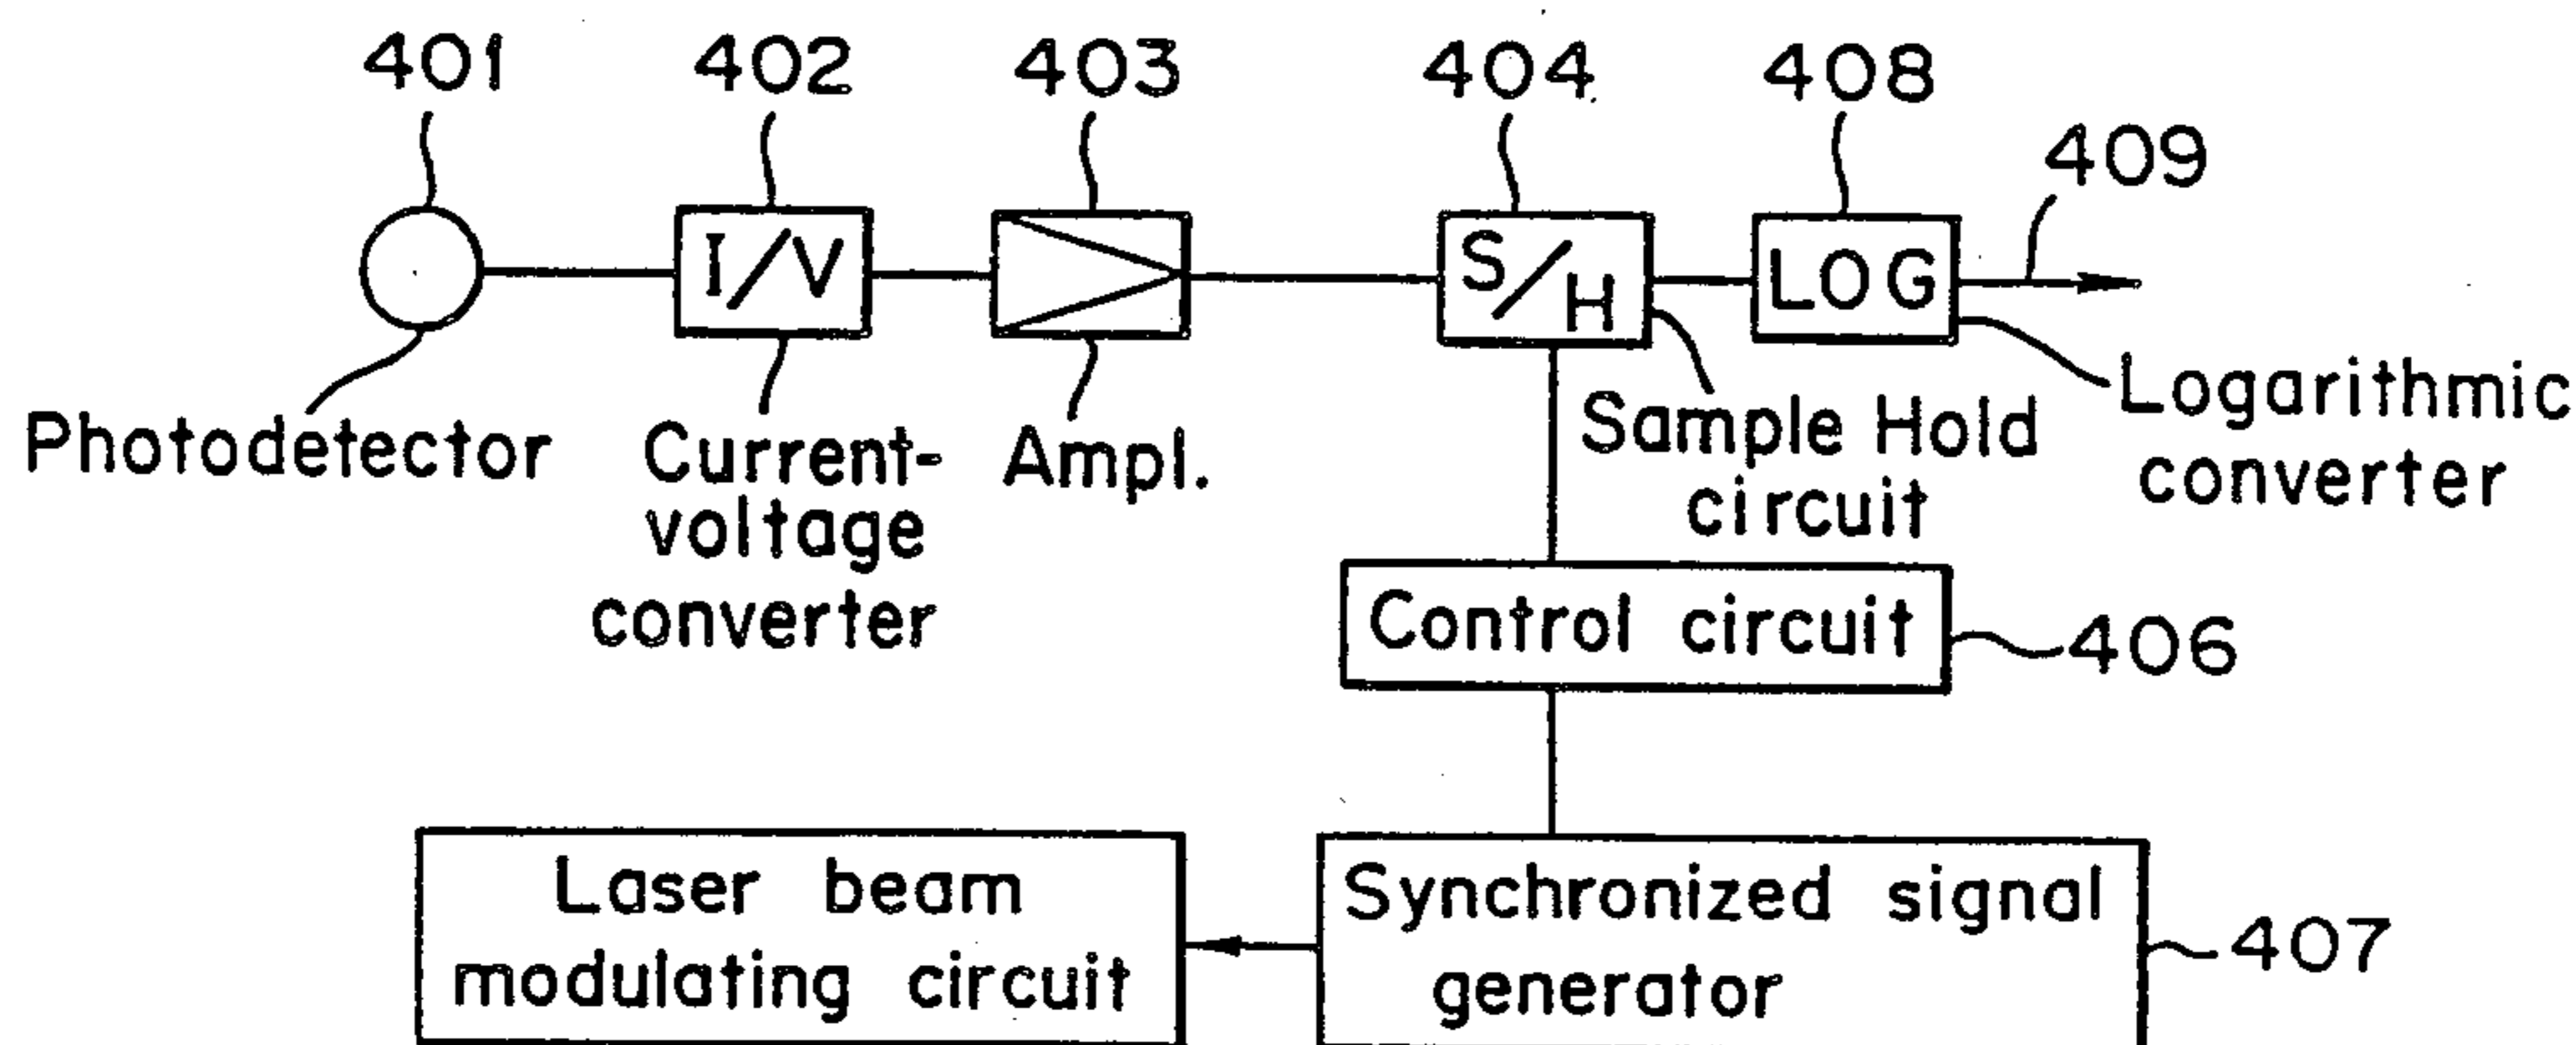 401
402
403
404
408
409
I/V
S/H
LOG
Photodetector
Current-
voltage
converter
Ampl.
Sample Hold
circuit
Logarithmic
converter
Control circuit
406
Laser beam
modulating circuit
Synchronized signal
generator
407